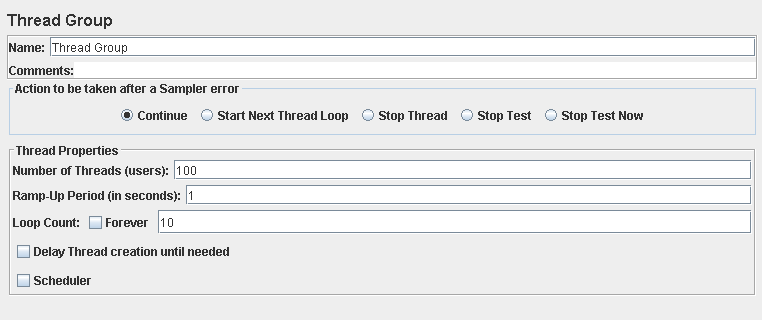 Thread Group
Name: Thread Group
Comments:
Action to be taken after a Sampler error
Continue Start Next Thread Loop Stop Thread Stop Test Stop Test Now
Thread Properties
Number of Threads (users): 100
Ramp-Up Period (in seconds): 1
Loop Count: Forever 10
Delay Thread creation until needed
Scheduler